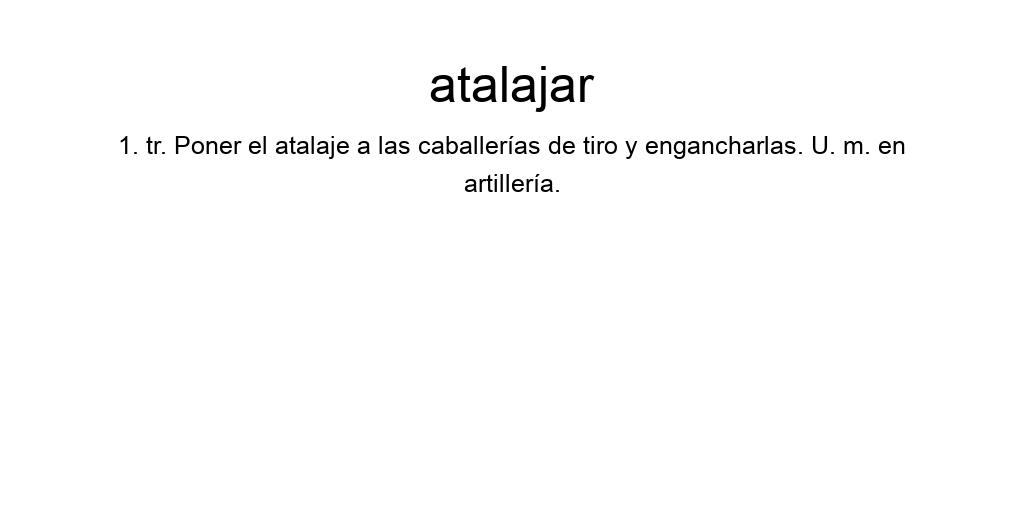 atalajar
1. tr. Poner el atalaje a las caballerías de tiro y engancharlas. U. m. en
artillería.